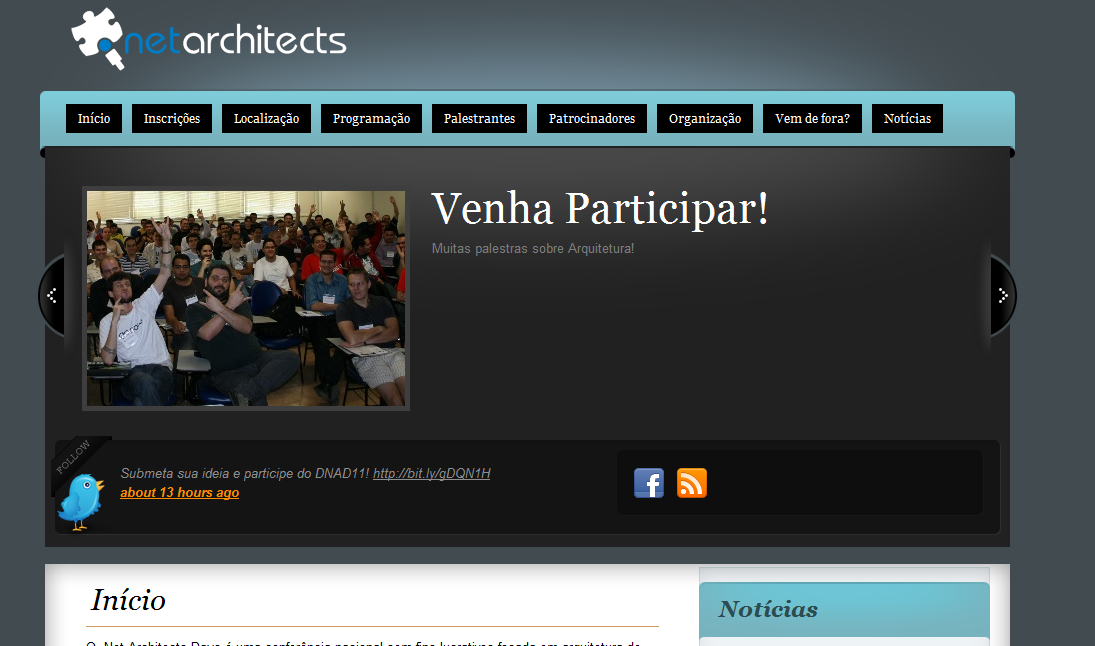 netarchitects
Início Inscrições Localização Programação Palestrantes Patrocinadores Organização Vem de fora? Notícias
Venha Participar!
Muitas palestras sobre Arquitetura!
FOLLOW
Submeta sua ideia e participe do DNAD11! http://bit.ly/gDQN1H
about 13 hours ago
Início
Notícias
O .Net Architects Days é uma conferência nacional sem fins lucrativos focada em arquitetura de